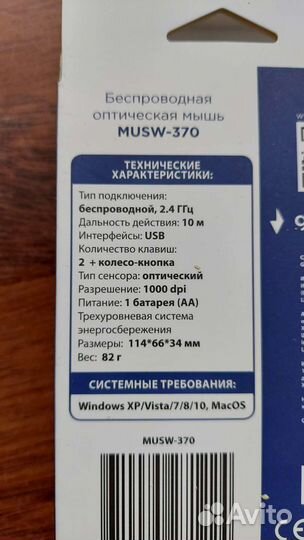 Беспроводная
оптическая мышь
MUSW-370
ТЕХНИЧЕСКИЕ
ХАРАКТЕРИСТИКИ:
Тип подключения:
беспроводной, 2.4 ГГц
Дальность действия: 10 м
Интерфейсы: USB
Количество клавиш:
2 + колесо-кнопка
Тип сенсора: оптический
Разрешение: 1000 dpi
Питание: 1 батарея (АА)
Трехуровневая система
энергосбережения
Размеры: 114*66*34 мм
Вес: 82 г
СИСТЕМНЫЕ ТРЕБОВАНИЯ:
Windows XP/Vista/7/8/10, MacOS
MUSW-370
CE
Avito